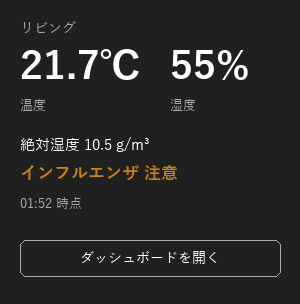 リビング
21.7℃ 55%
温度 湿度
絶対湿度 10.5 g/m³
インフルエンザ 注意
01:52 時点
ダッシュボードを開く